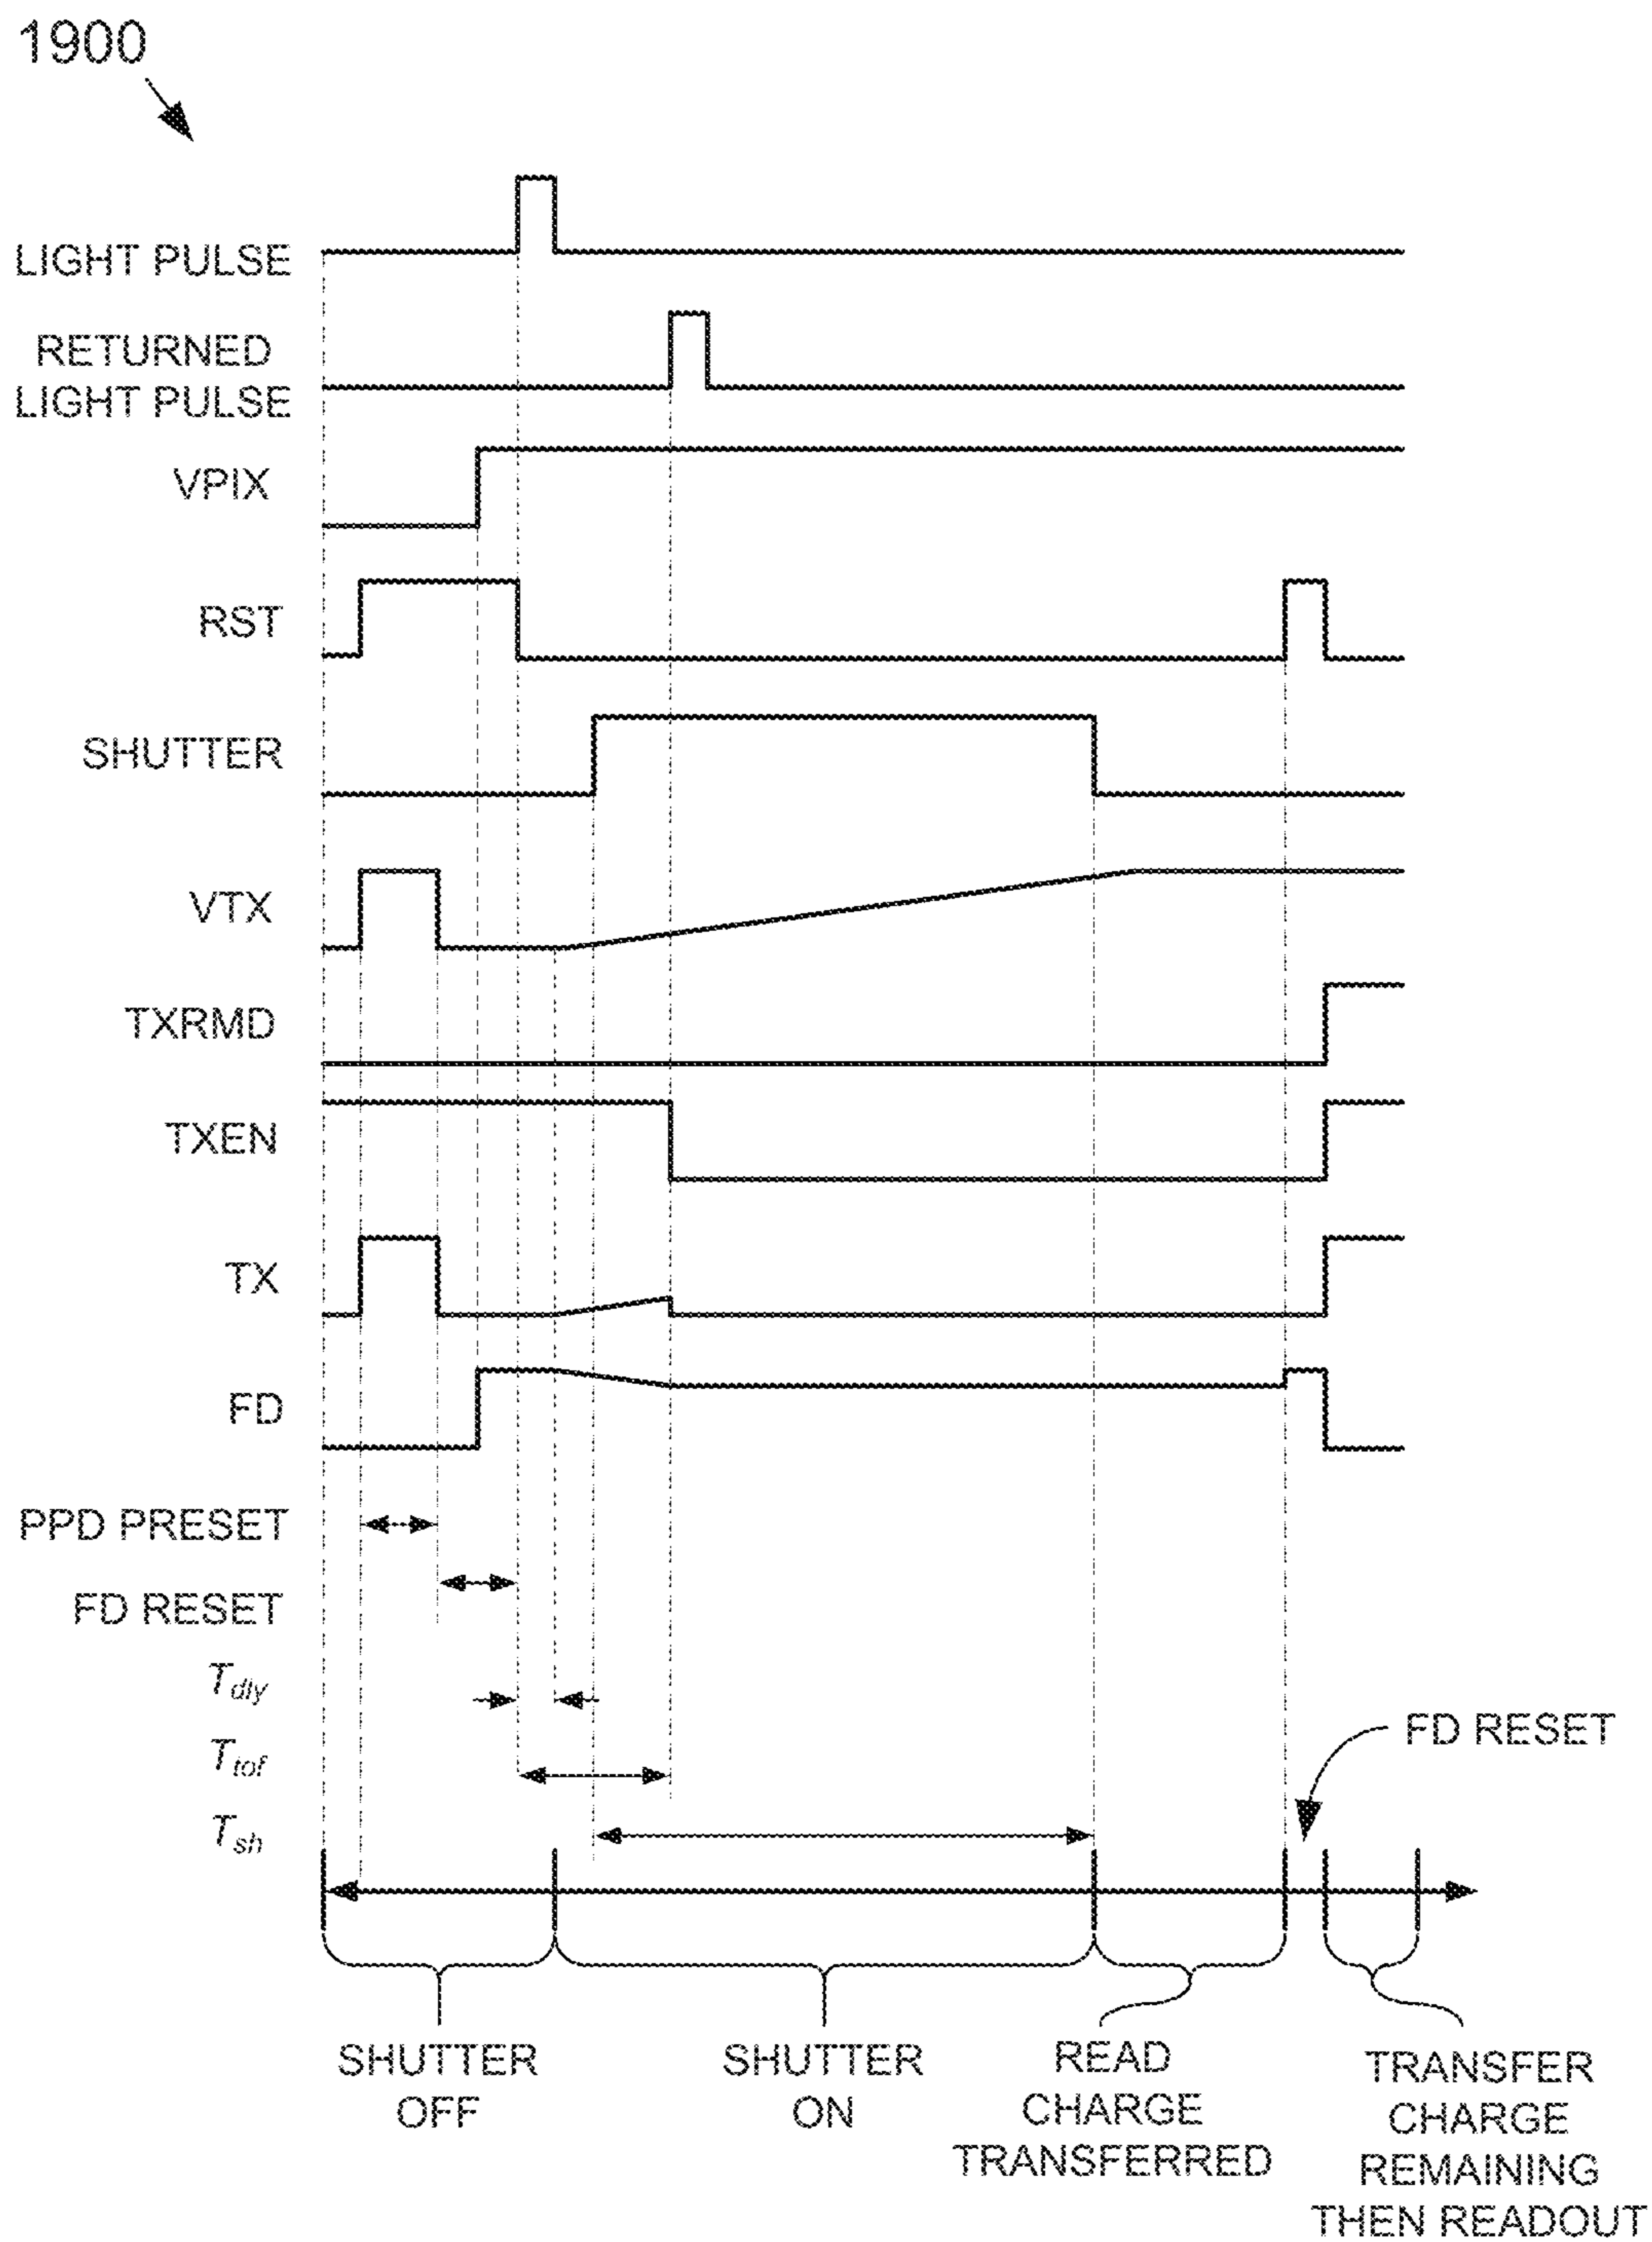 1900
LIGHT PULSE
RETURNED
LIGHT PULSE
VPIX
RST
SHUTTER
VTX
TXRMD
TXEN
TX
FD
PPD PRESET
FD RESET
Tdly
FD RESET
Ttof
Tsh
SHUTTER
OFF
SHUTTER
ON
READ
CHARGE
TRANSFERRED
TRANSFER
CHARGE
REMAINING
THEN READOUT